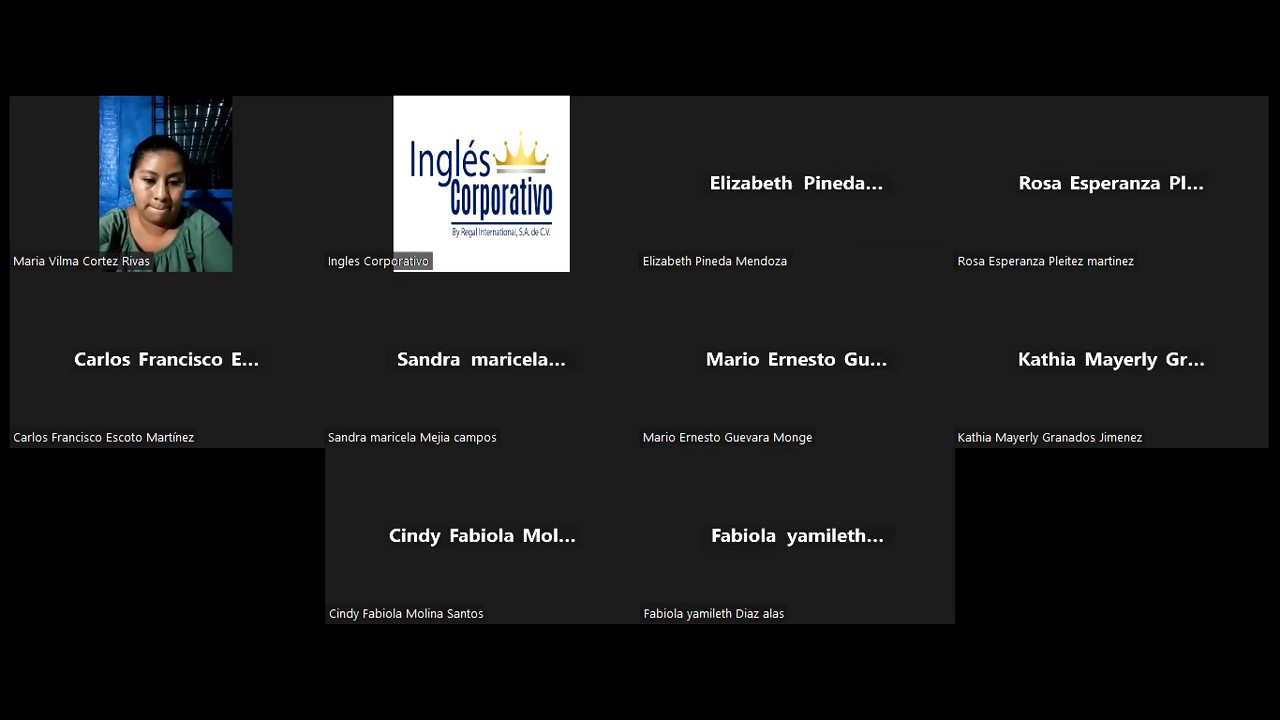 Inglés
Corporativo
By Regal International, S.A. de C.V.
Elizabeth Pineda...
Rosa Esperanza Pl...
Maria Vilma Cortez Rivas
Ingles Corporativo
Elizabeth Pineda Mendoza
Rosa Esperanza Pleitez martinez
Carlos Francisco E...
Sandra maricela...
Mario Ernesto Gu...
Kathia Mayerly Gr...
Carlos Francisco Escoto Martínez
Sandra maricela Mejia campos
Mario Ernesto Guevara Monge
Kathia Mayerly Granados Jimenez
Cindy Fabiola Mol...
Fabiola yamileth...
Cindy Fabiola Molina Santos
Fabiola yamileth Diaz alas